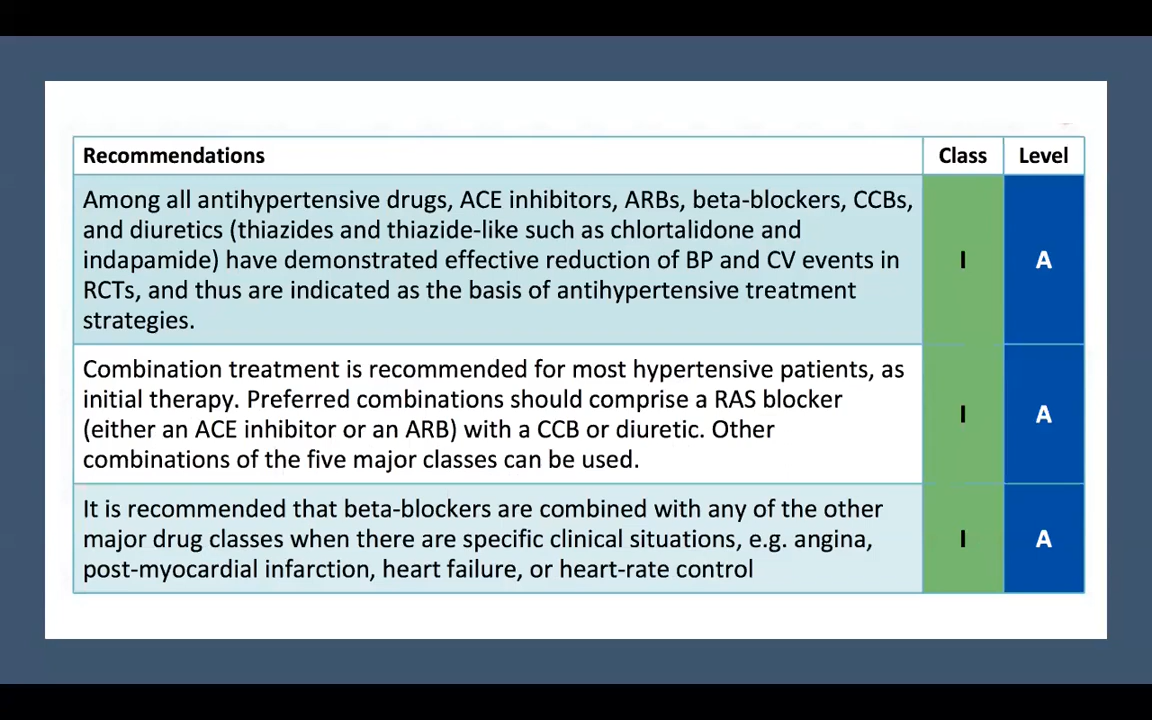 Recommendations Class Level
Among all antihypertensive drugs, ACE inhibitors, ARBs, beta-blockers, CCBs,
and diuretics (thiazides and thiazide-like such as chlortalidone and
indapamide) have demonstrated effective reduction of BP and CV events in
RCTs, and thus are indicated as the basis of antihypertensive treatment
strategies.
I A
Combination treatment is recommended for most hypertensive patients, as
initial therapy. Preferred combinations should comprise a RAS blocker
(either an ACE inhibitor or an ARB) with a CCB or diuretic. Other
combinations of the five major classes can be used.
I A
It is recommended that beta-blockers are combined with any of the other
major drug classes when there are specific clinical situations, e.g. angina,
post-myocardial infarction, heart failure, or heart-rate control
I A